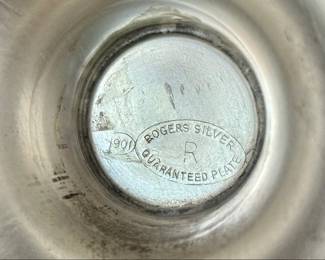 1901
ROGERS SILVER
R
GUARANTEED PLATE